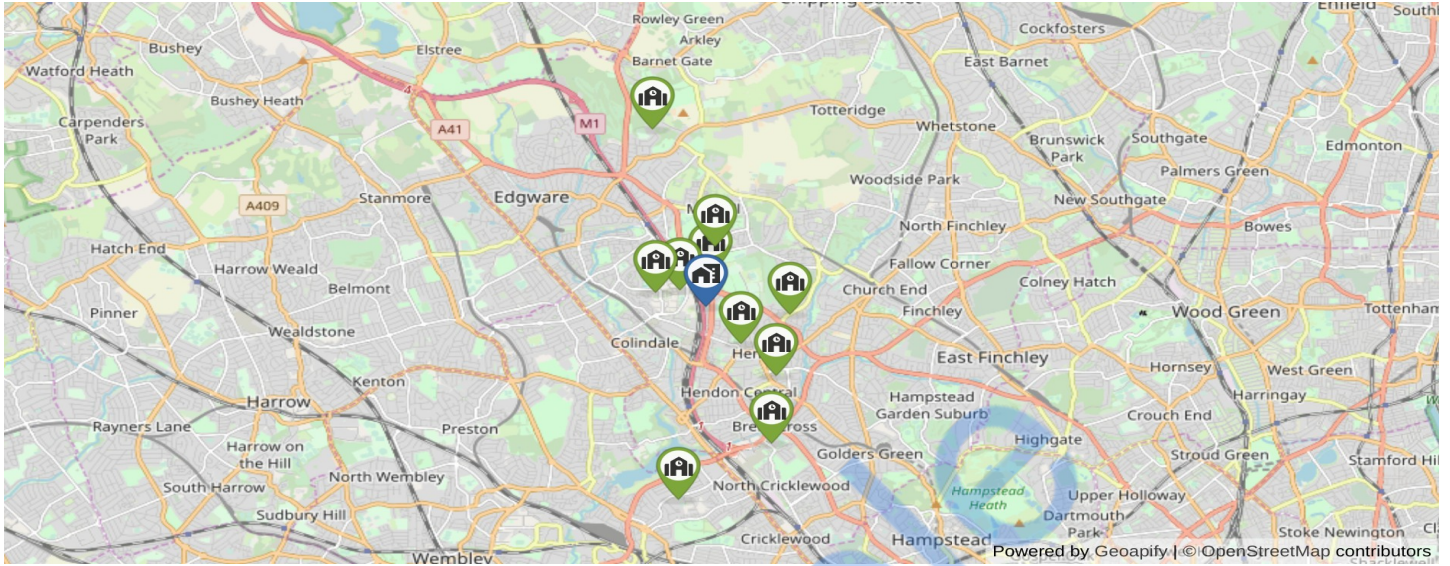 Rowley Green
Cockfosters
Bushey
Elstree
Arkley
East Barnet
Barnet Gate
Watford Heath
4
Bushey Heath
Totteridge
Carpenders
Park
A41
M1
Whetstone
Brunswick
Park
Southgate
Edmonton
Palmers Green
Woodside Park
Stanmore
Edgware
A409
New Southgate
North Finchley
Bowes
Hatch End
Fallow Corner
Harrow Weald
Belmont
Church End
Colney Hatch
Pinner
Finchley
Wood Green
Tottenham
Wealdstone
Colindale
East Finchley
Hornsey
West Green
Kenton
Hendon Central
Harrow
Hampstead
Garden Suburb
Harringay
Crouch End
Rayners Lane
Preston
1
1
Harrow on
the Hill
Highgate
Golders Green
Stroud Green
Stamford Hil
South Harrow
North Wembley
North Cricklewood
Hampstead
Heath
Upper Holloway
Sudbury Hill
Dartmouth
Park
Cricklewood
Hampstead
Stoke Newington
Wembley
Powered by Geoapify | © OpenStreetMap contributors